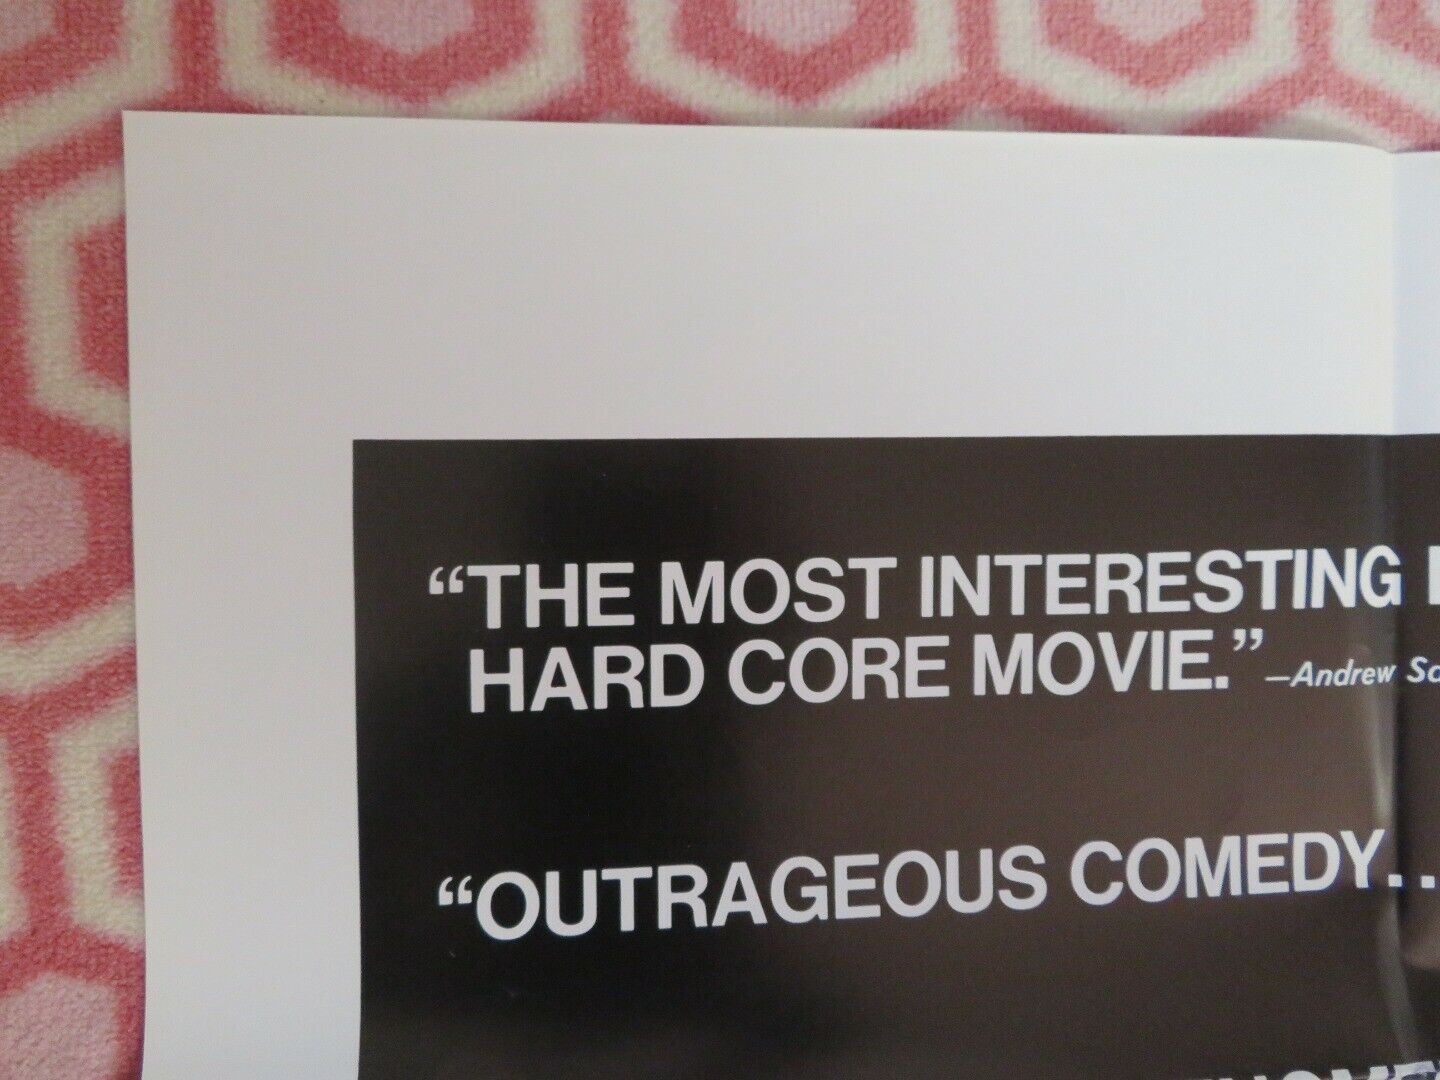 “THE MOST INTERESTING
HARD CORE MOVIE.” —Andrew
“OUTRAGEOUS COMEDY...